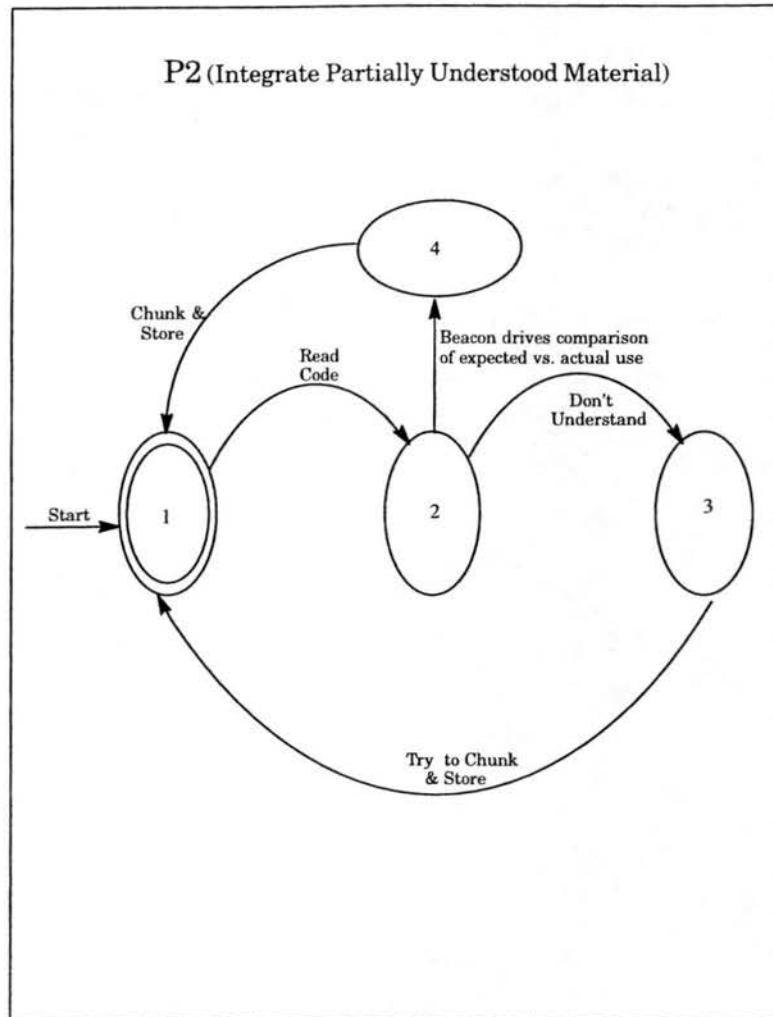 P2 (Integrate Partially Understood Material)
4
Chunk &
Store
Read
Code
Beacon drives comparison
of expected vs. actual use
Don't
Understand
Start
1
2
3
Try to Chunk
& Store